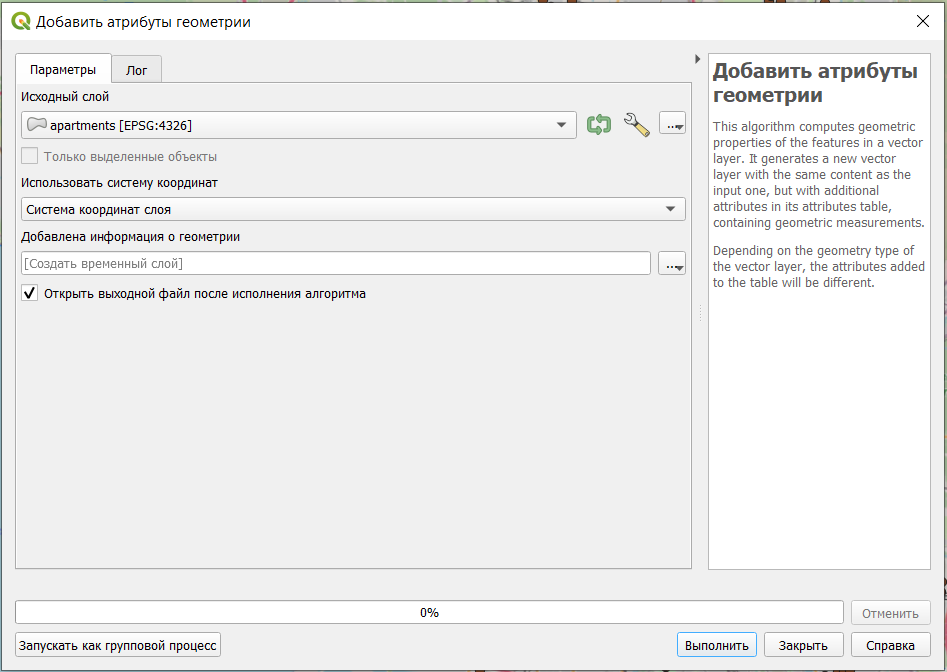 Добавить атрибуты геометрии
Параметры
Лог
Исходный слой
apartments [EPSG:4326]
...
Только выделенные объекты
Использовать систему координат
Система координат слоя
Добавлена информация о геометрии
[Создать временный слой]
...
Открыть выходной файл после исполнения алгоритма
Добавить атрибуты
геометрии
This algorithm computes geometric
properties of the features in a vector
layer. It generates a new vector
layer with the same content as the
input one, but with additional
attributes in its attributes table,
containing geometric measurements.
Depending on the geometry type of
the vector layer, the attributes added
to the table will be different.
0%
Отменить
Запускать как групповой процесс
Выполнить
Закрыть
Справка